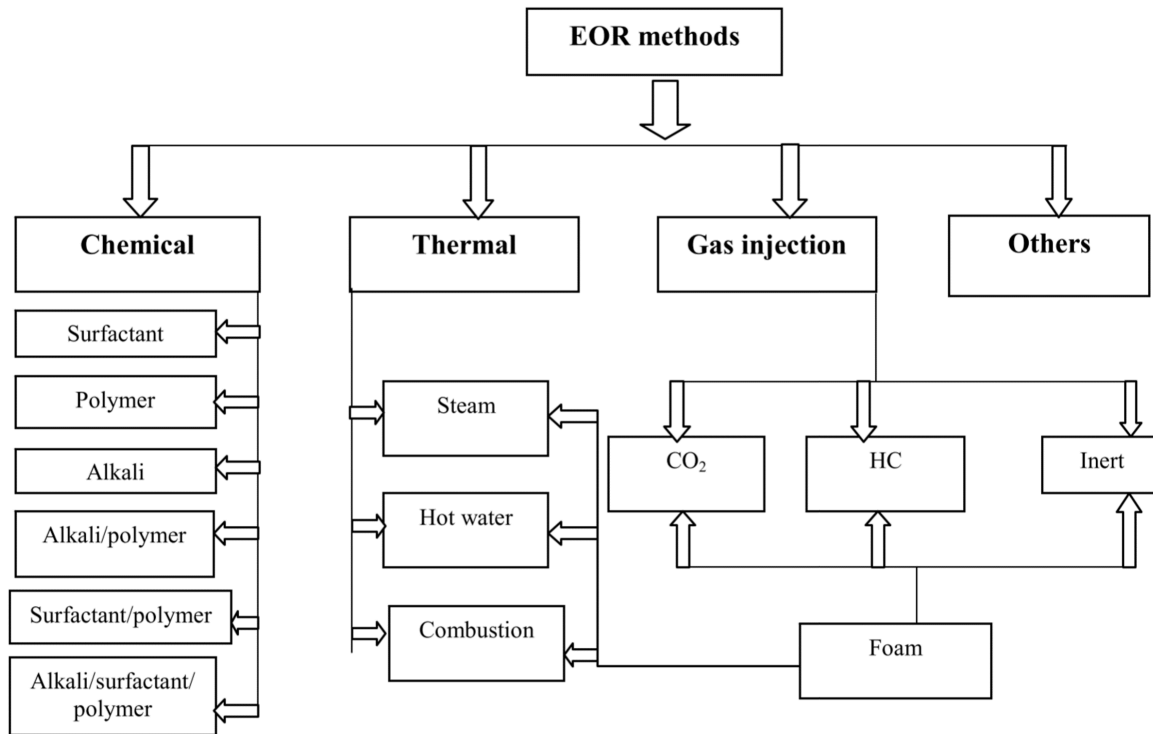 EOR methods
Chemical
Thermal
Gas injection
Others
Surfactant
Polymer
Alkali
Alkali/polymer
Surfactant/polymer
Alkali/surfactant/
polymer
Steam
Hot water
Combustion
CO₂
HC
Inert
Foam